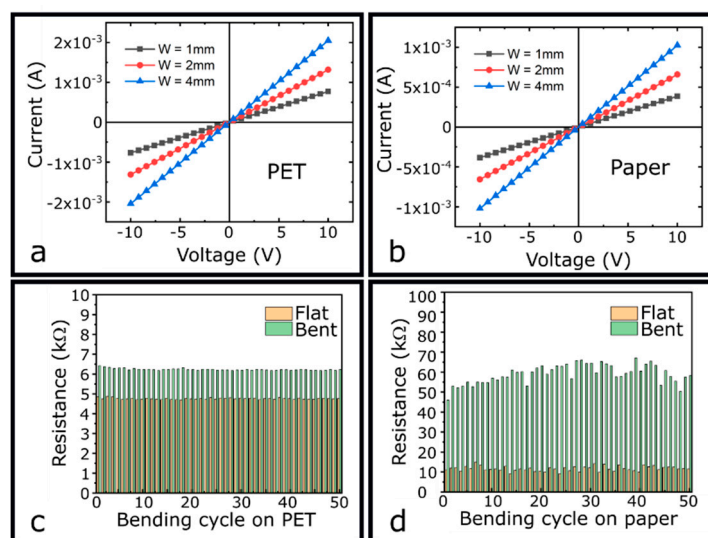 2x10⁻³
1x10⁻³
0
-1x10⁻³
-2x10⁻³
Current (A)
W = 1mm
W = 2mm
W = 4mm
PET
-10 -5 0 5 10
Voltage (V)
a
1x10⁻³
5x10⁻⁴
0
-5x10⁻⁴
-1x10⁻³
Current (A)
W = 1mm
W = 2mm
W = 4mm
Paper
-10 -5 0 5 10
Voltage (V)
b
10
9
8
7
6
5
4
3
2
1
0
Resistance (kΩ)
Flat
Bent
0 10 20 30 40 50
Bending cycle on PET
c
100
90
80
70
60
50
40
30
20
10
0
Resistance (kΩ)
Flat
Bent
0 10 20 30 40 50
Bending cycle on paper
d